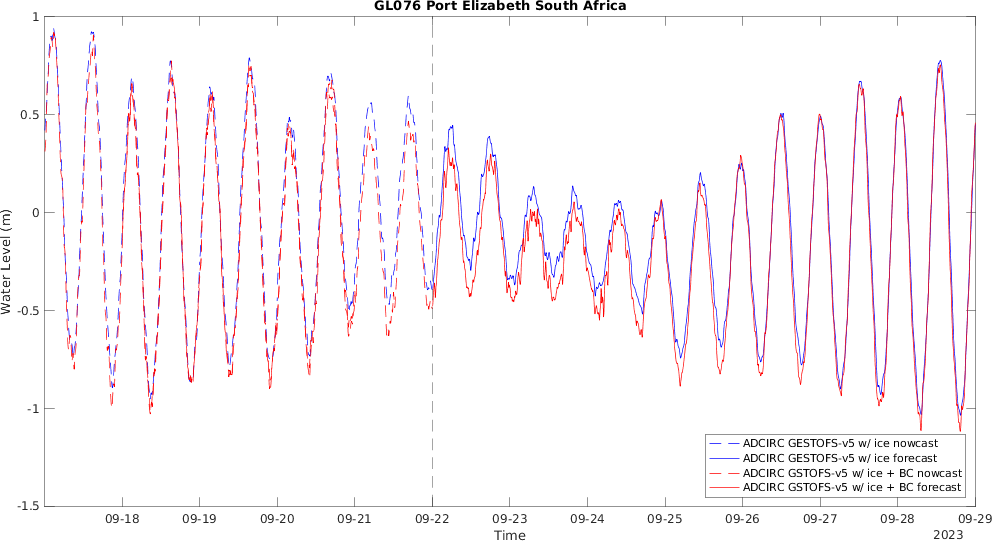 GL076 Port Elizabeth South Africa
1
0.5
0
-0.5
-1
-1.5
Water Level (m)
ADCIRC GESTOFS-v5 w/ ice nowcast
ADCIRC GESTOFS-v5 w/ ice forecast
ADCIRC GSTOFS-v5 w/ ice + BC nowcast
ADCIRC GSTOFS-v5 w/ ice + BC forecast
09-18 09-19 09-20 09-21 09-22 09-23 09-24 09-25 09-26 09-27 09-28 09-29
Time
2023